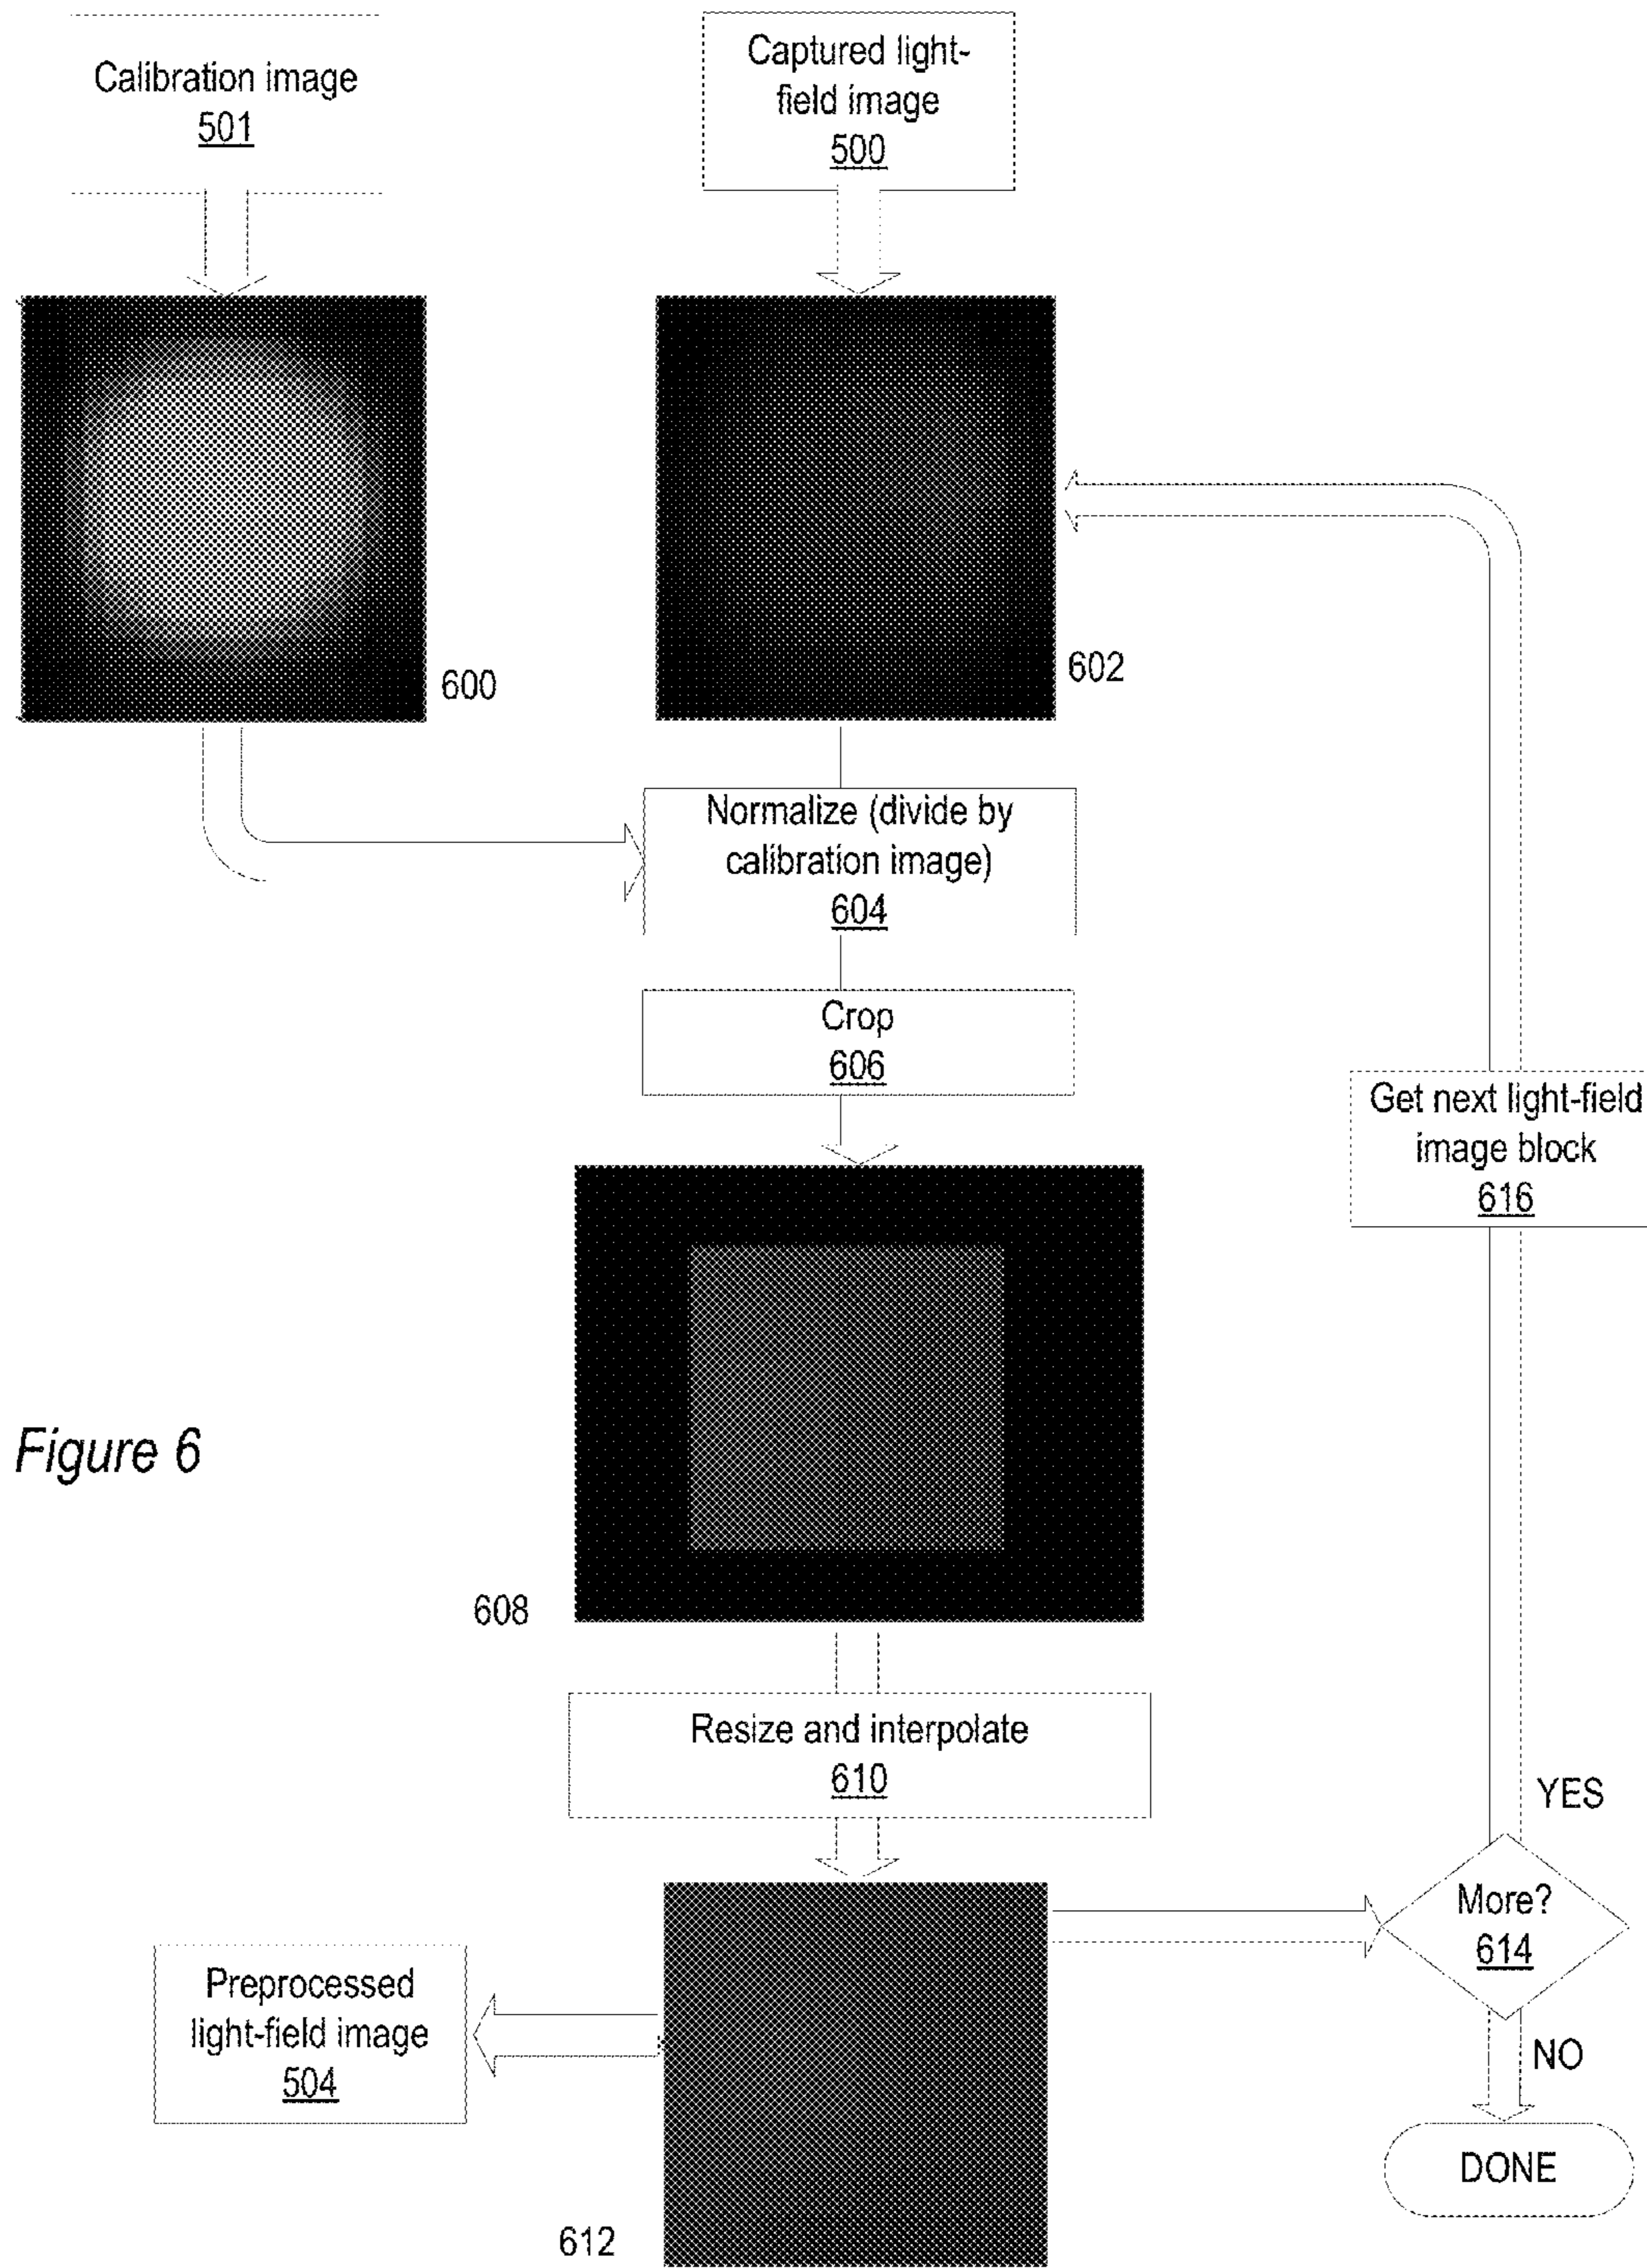 Calibration image
501
Captured light-
field image
500
600
602
Normalize (divide by
calibration image)
604
Crop
606
Get next light-field
image block
616
Figure 6
608
Resize and interpolate
610
YES
More?
614
Preprocessed
light-field image
504
NO
DONE
612